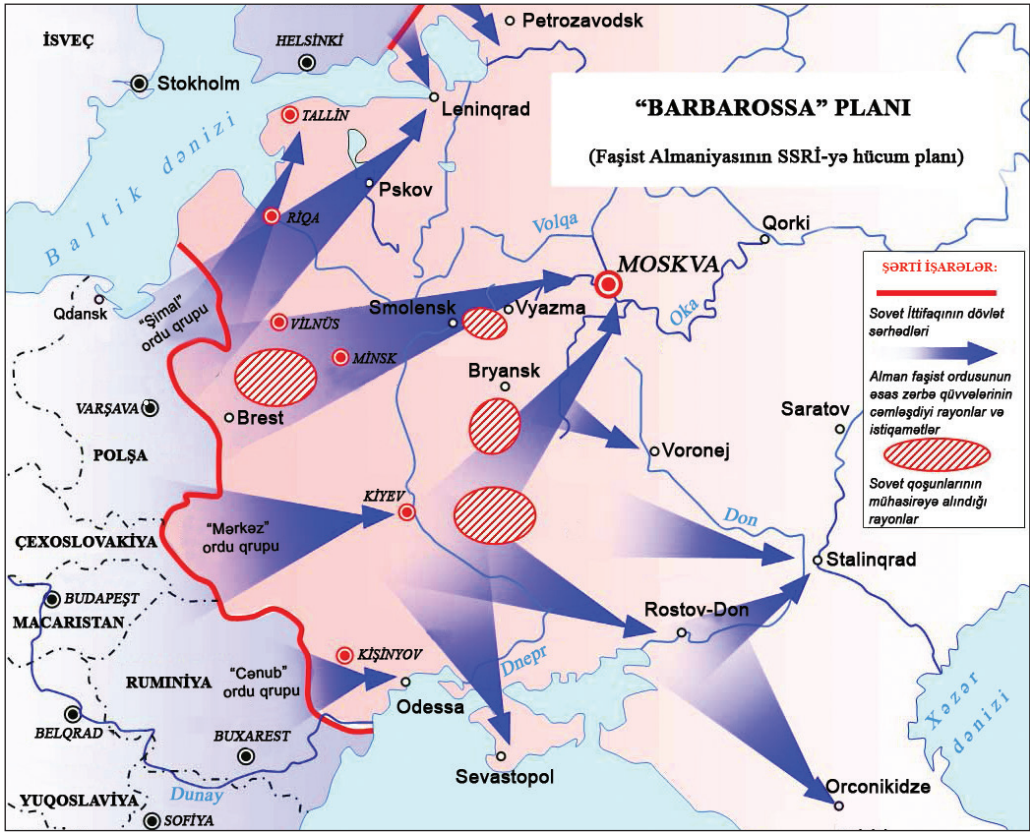 İSVEÇ
HELSİNKİ
Petrozavodsk
Stokholm
Leninqrad
TALLİN
Baltik dənizi
Pskov
RİQA
“BARBAROSSA” PLANI
(Faşist Almaniyasının SSRİ-yə hücum planı)
Volqa
Qorki
MOSKVA
Oka
Qdansk
“Şimal”
ordu qrupu
VİLNÜS
Smolensk
Vyazma
MİNSK
Bryansk
VARŞAVA
Brest
POLŞA
Saratov
Voronej
KİYEV
Don
“Mərkəz”
ordu qrupu
ÇEXOSLOVAKİYA
Stalinqrad
BUDAPEŞT
MACARISTAN
Rostov-Don
KİŞİNYOV
Dnepr
“Cənub”
ordu qrupu
RUMINİYA
Odessa
BELQRAD
BUXAREST
Sevastopol
Xəzər
dənizi
Dunay
Orconikidze
YUQOSLAVİYA
SOFİYA
ŞƏRTİ İŞARƏLƏR:
Sovet İttifaqının dövlət
sərhədləri
Alman faşist ordusunun
əsas zərbə qüvvələrinin
cəmləşdiyi rayonlar və
istiqamətlər
Sovet qoşunlarının
mühasirəyə alındığı
rayonlar